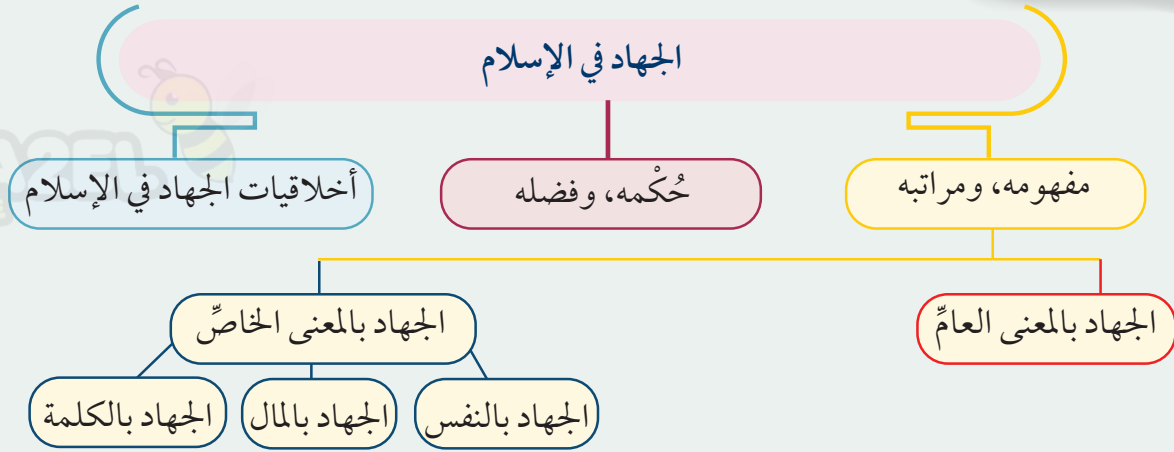 الجهاد في الإسلام
مفهومه، ومراتبه
حُكْمه، وفضله
أخلاقيات الجهاد في الإسلام
الجهاد بالمعنى العامِّ
الجهاد بالمعنى الخاصِّ
الجهاد بالنفس
الجهاد بالمال
الجهاد بالكلمة